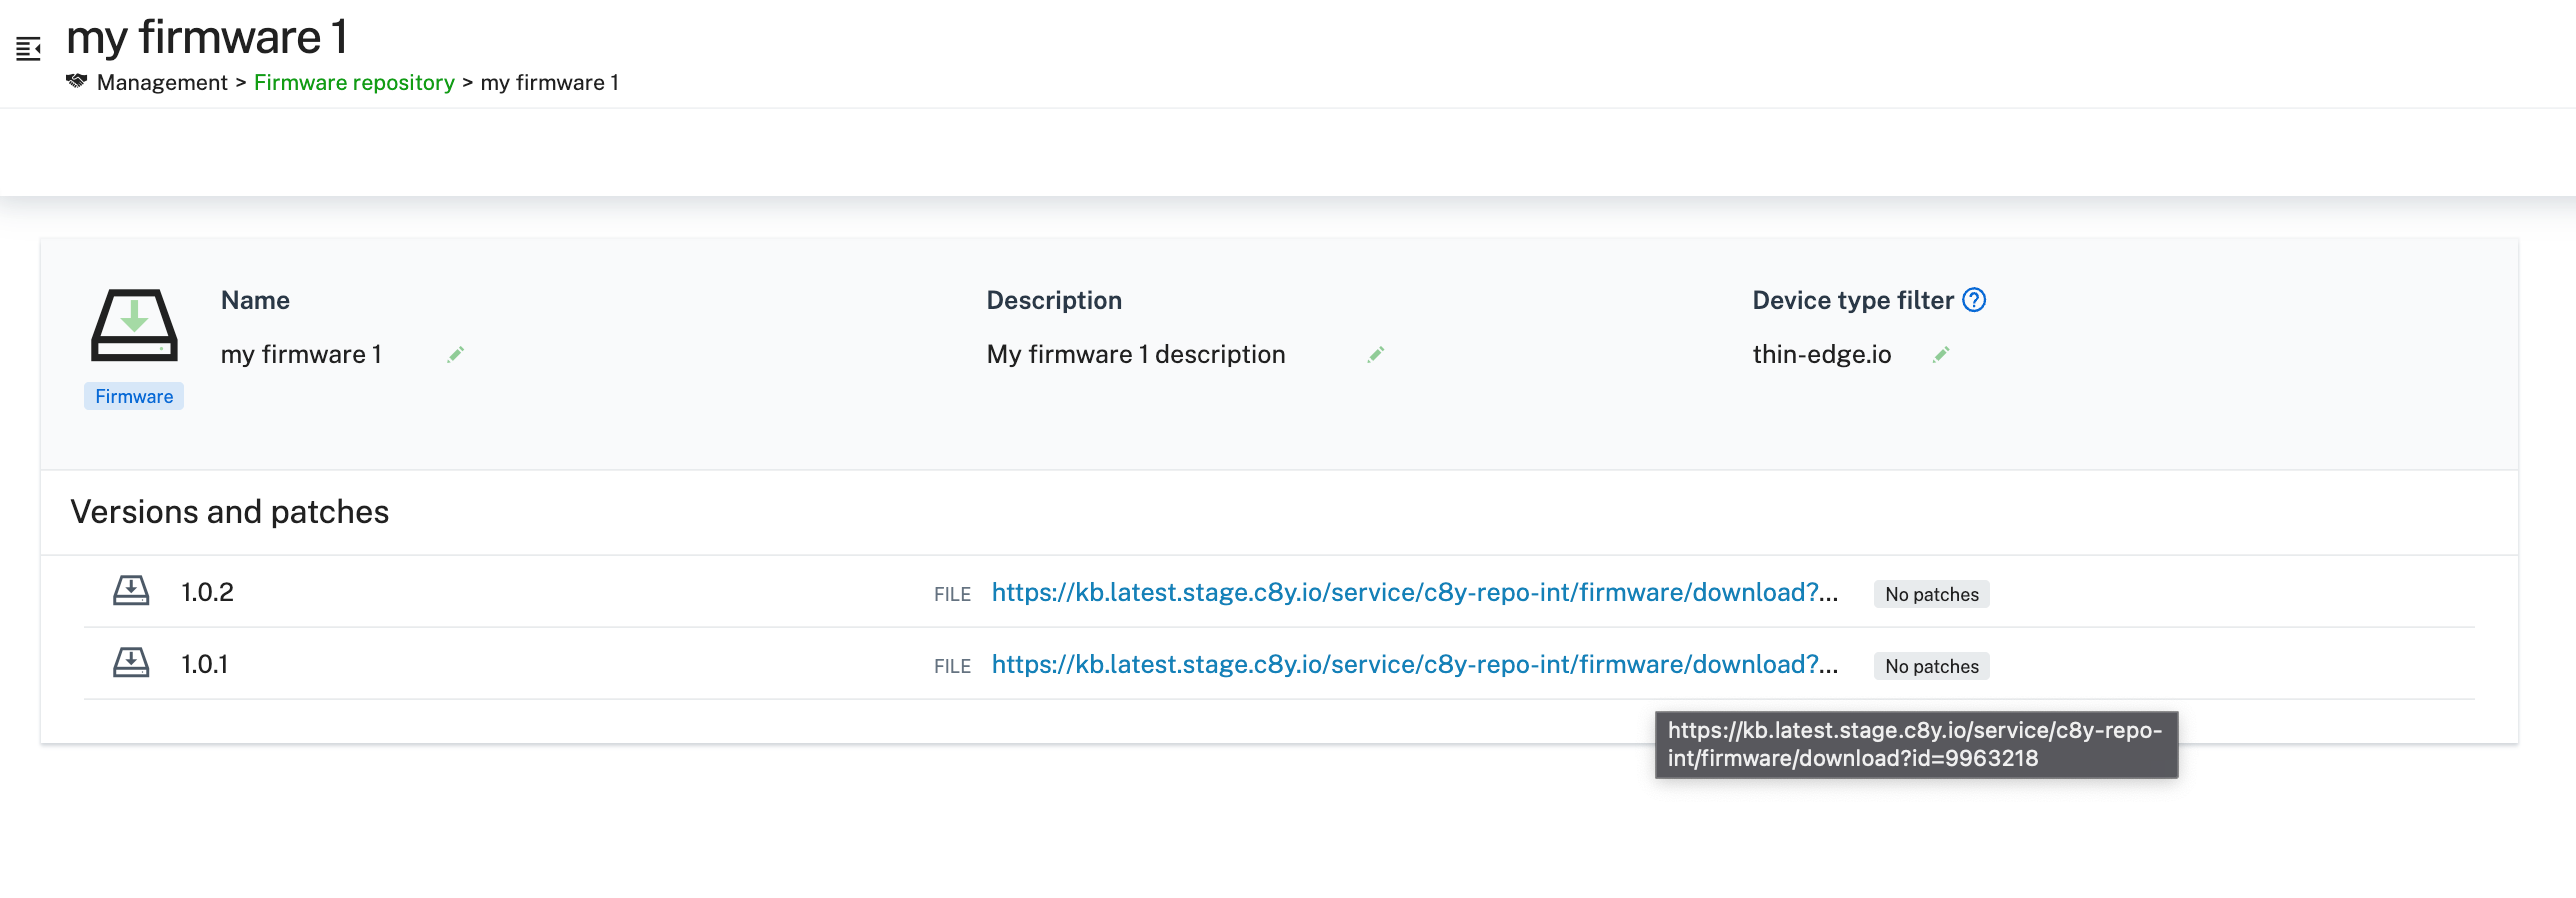 my firmware 1
Management > Firmware repository > my firmware 1
Name
Description
Device type filter ?
my firmware 1
My firmware 1 description
thin-edge.io
Firmware
Versions and patches
1.0.2 FILE https://kb.latest.stage.c8y.io/service/c8y-repo-int/firmware/download?... No patches
1.0.1 FILE https://kb.latest.stage.c8y.io/service/c8y-repo-int/firmware/download?... No patches
https://kb.latest.stage.c8y.io/service/c8y-repo-
int/firmware/download?id=9963218